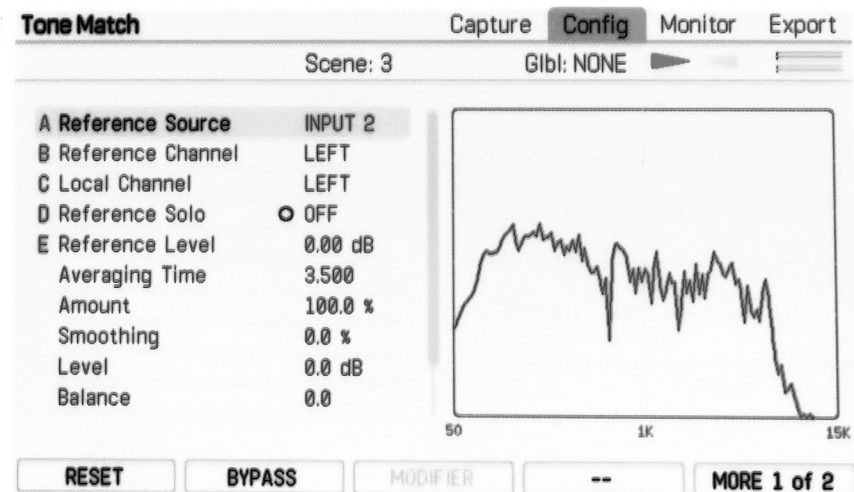 Tone Match Capture Config Monitor Export
Scene: 3 Glbl: NONE
A Reference Source INPUT 2
B Reference Channel LEFT
C Local Channel LEFT
D Reference Solo OFF
E Reference Level 0.00 dB
Averaging Time 3.500
Amount 100.0 %
Smoothing 0.0 %
Level 0.0 dB
Balance 0.0
50 1K 15K
RESET BYPASS MODIFIER -- MORE 1 of 2